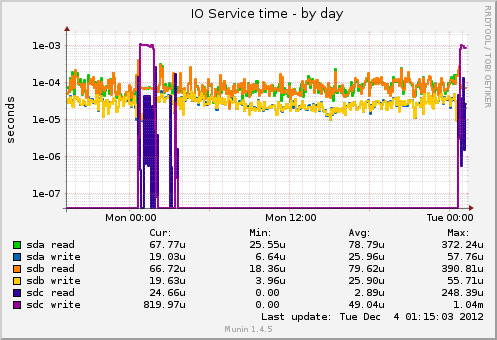 IO Service time - by day
RRDTOOL / TOBI OETIKER
seconds
1e-03
1e-04
1e-05
1e-06
1e-07
Mon 00:00 Mon 12:00 Tue 00:00
Cur: Min: Avg: Max:
sda read 67.77u 25.55u 78.79u 372.24u
sda write 19.03u 6.64u 25.96u 57.76u
sdb read 66.72u 18.36u 79.62u 390.81u
sdb write 19.63u 3.96u 25.90u 55.71u
sdc read 24.66u 0.00 2.89u 248.39u
sdc write 819.97u 0.00 49.04u 1.04m
Last update: Tue Dec 4 01:15:03 2012
Munin 1.4.5